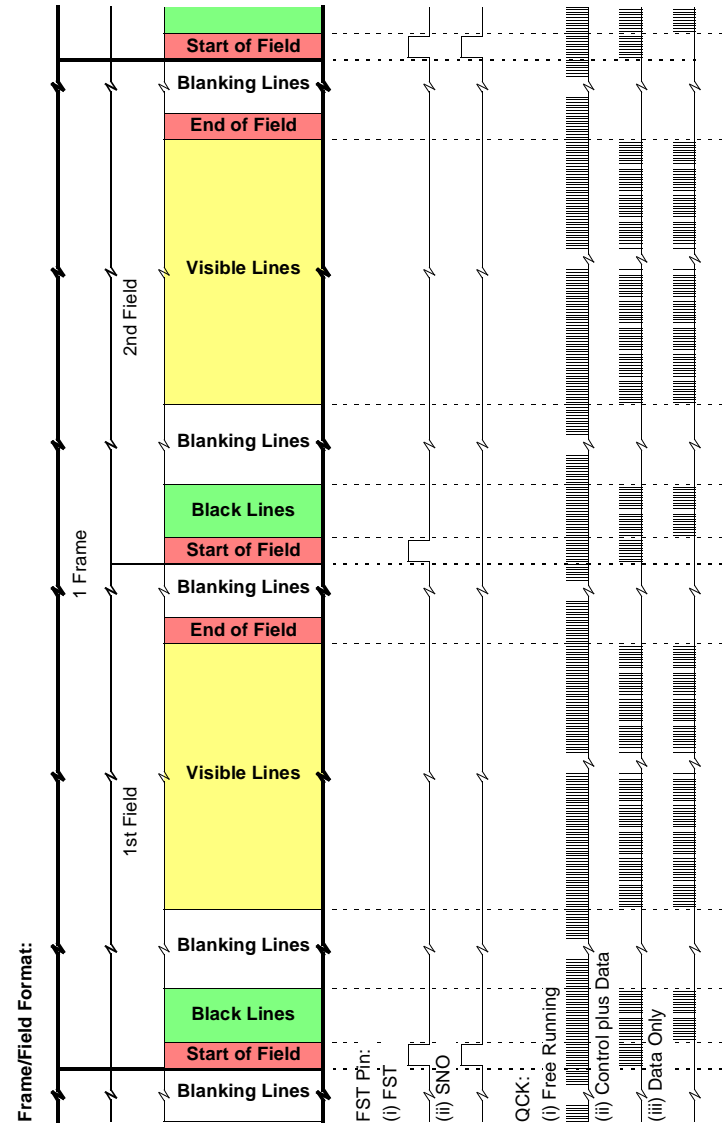 Start of Field
Blanking Lines
End of Field
Visible Lines
Blanking Lines
Black Lines
Start of Field
Blanking Lines
End of Field
Visible Lines
Blanking Lines
Black Lines
Start of Field
Blanking Lines
Frame/Field Format:
1 Frame
2nd Field
1st Field
FST Pin:
(i) FST
(ii) SNO
QCK:
(i) Free Running
(ii) Control plus Data
(iii) Data Only